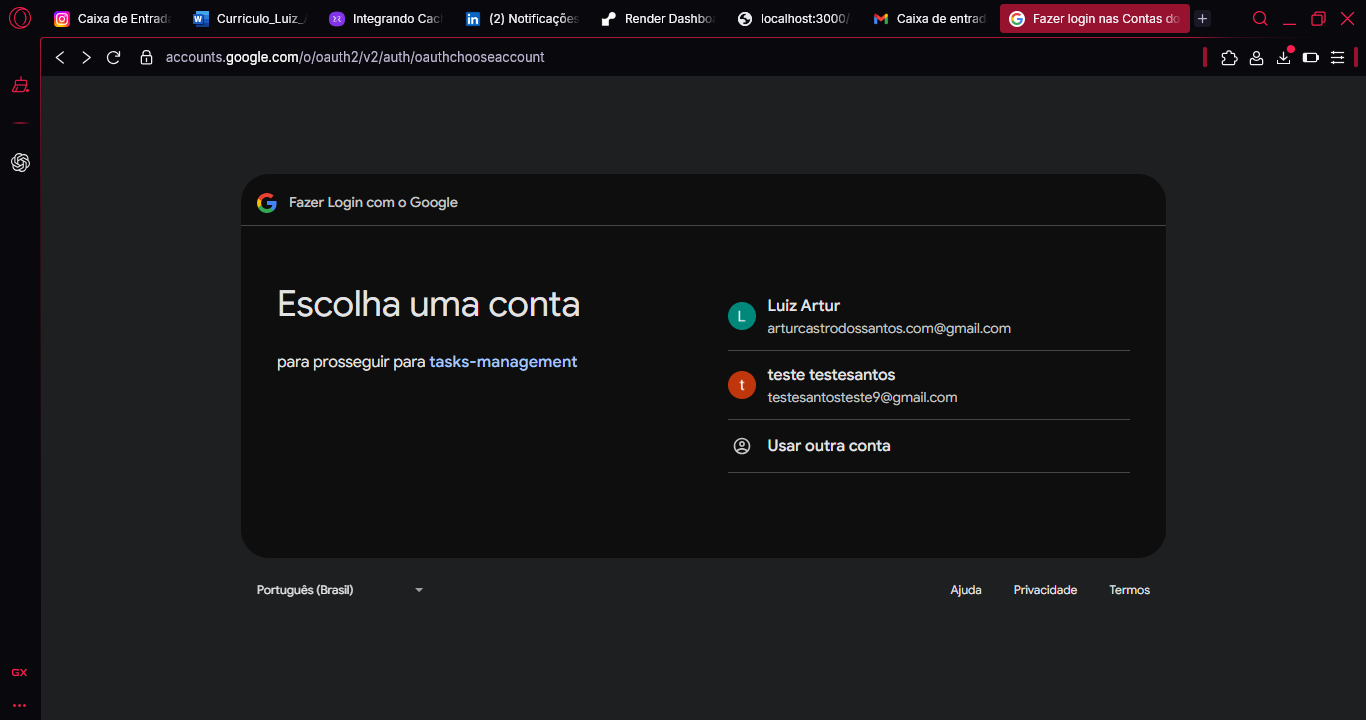 Caixa de Entrada
Curriculo_Luiz_
Integrando Cac
(2) Notificações
Render Dashbo
localhost:3000/
Caixa de entrad
Fazer login nas Contas do
accounts.google.com/o/oauth2/v2/auth/oauthchooseaccount
Fazer Login com o Google
Escolha uma conta
para prosseguir para tasks-management
L
Luiz Artur
arturcastrodossantos.com@gmail.com
t
teste testesantos
testesantosteste9@gmail.com
Usar outra conta
Português (Brasil)
Ajuda
Privacidade
Termos
GX